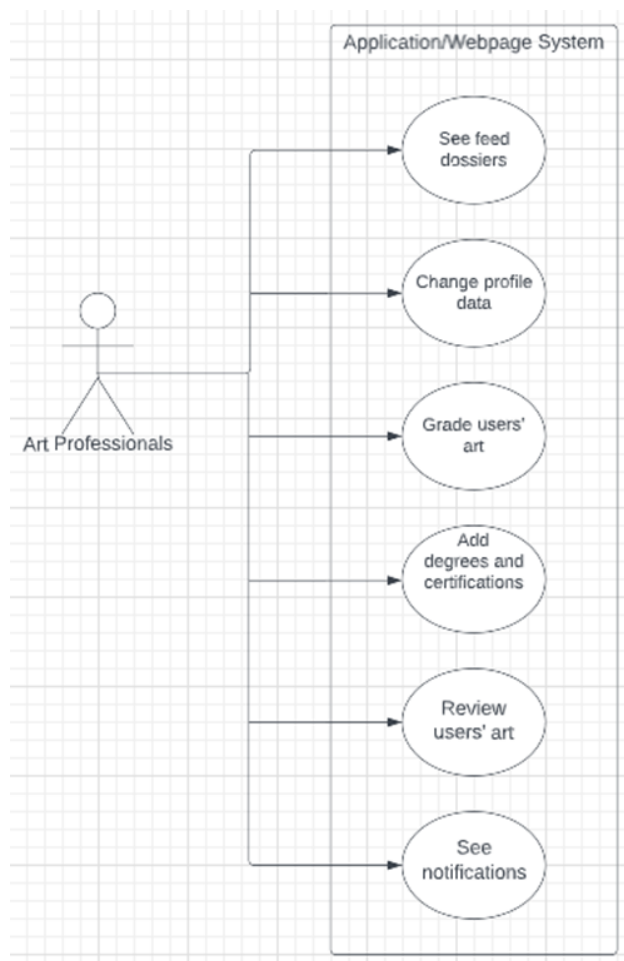 Application/Webpage System
See feed
dossiers
Change profile
data
Grade users'
art
Art Professionals
Add
degrees and
certifications
Review
users' art
See
notifications